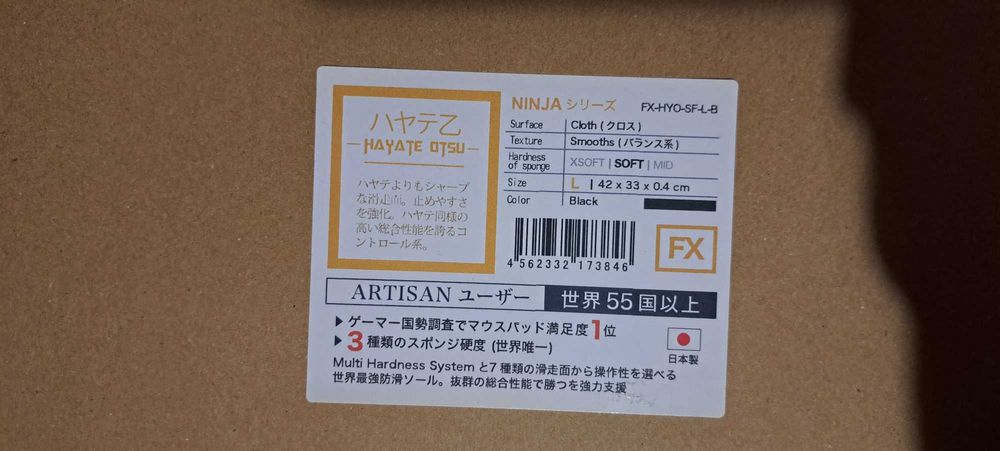 ハヤテ乙
HAYATE OTSU
ハヤテよりもシャープ
な滑走面。止めやすさ
を強化。ハヤテ同様の
高い総合性能を誇るコ
ントロール系。
NINJA シリーズ FX-HYO-SF-L-B
Surface Cloth (クロス)
Texture Smooths (バランス系)
Hardness of sponge XSOFT | SOFT | MID
Size L | 42 x 33 x 0.4 cm
Color Black
4 562332 173846
FX
ARTISAN ユーザー 世界 55 国以上
▶ ゲーマー国勢調査でマウスパッド満足度 1 位
▶ 3 種類のスポンジ硬度 (世界唯一)
日本製
Multi Hardness System と7 種類の滑走面から操作性を選べる
世界最強防滑ソール。抜群の総合性能で勝つを強力支援